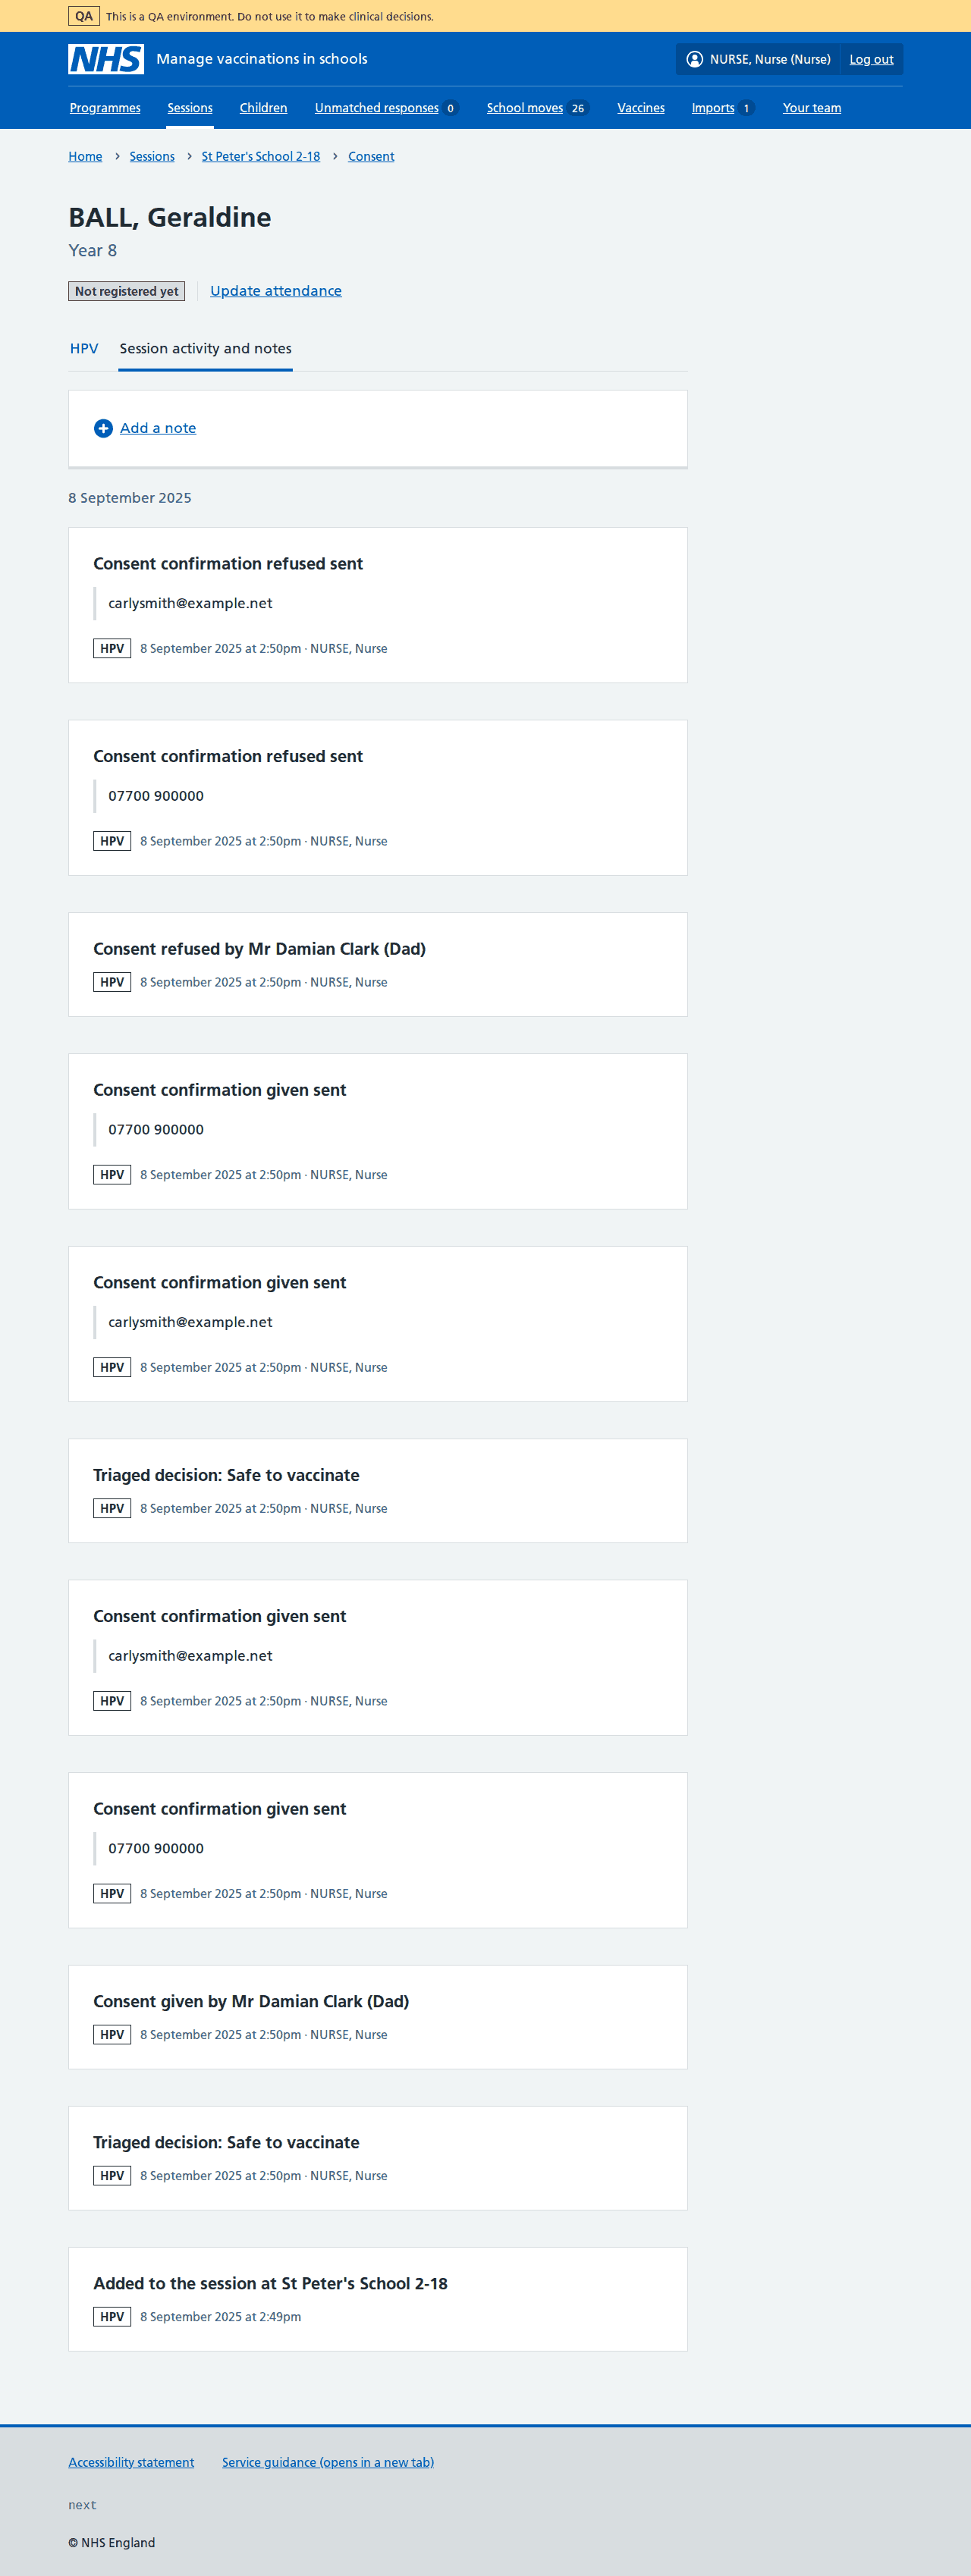 QA This is a QA environment. Do not use it to make clinical decisions.
NHS Manage vaccinations in schools NURSE, Nurse (Nurse) Log out
Programmes Sessions Children Unmatched responses 0 School moves 26 Vaccines Imports 1 Your team
Home > Sessions > St Peter's School 2-18 > Consent
BALL, Geraldine
Year 8
Not registered yet Update attendance
HPV Session activity and notes
Add a note
8 September 2025
Consent confirmation refused sent
carlysmith@example.net
HPV 8 September 2025 at 2:50pm · NURSE, Nurse
Consent confirmation refused sent
07700 900000
HPV 8 September 2025 at 2:50pm · NURSE, Nurse
Consent refused by Mr Damian Clark (Dad)
HPV 8 September 2025 at 2:50pm · NURSE, Nurse
Consent confirmation given sent
07700 900000
HPV 8 September 2025 at 2:50pm · NURSE, Nurse
Consent confirmation given sent
carlysmith@example.net
HPV 8 September 2025 at 2:50pm · NURSE, Nurse
Triaged decision: Safe to vaccinate
HPV 8 September 2025 at 2:50pm · NURSE, Nurse
Consent confirmation given sent
carlysmith@example.net
HPV 8 September 2025 at 2:50pm · NURSE, Nurse
Consent confirmation given sent
07700 900000
HPV 8 September 2025 at 2:50pm · NURSE, Nurse
Consent given by Mr Damian Clark (Dad)
HPV 8 September 2025 at 2:50pm · NURSE, Nurse
Triaged decision: Safe to vaccinate
HPV 8 September 2025 at 2:50pm · NURSE, Nurse
Added to the session at St Peter's School 2-18
HPV 8 September 2025 at 2:49pm
Accessibility statement Service guidance (opens in a new tab)
next
© NHS England